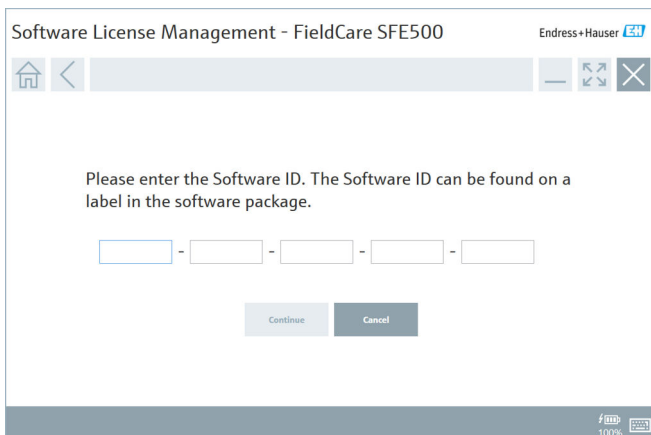 Software License Management - FieldCare SFE500
Endress+Hauser EH
Please enter the Software ID. The Software ID can be found on a
label in the software package.
- - - -
Continue Cancel
100%